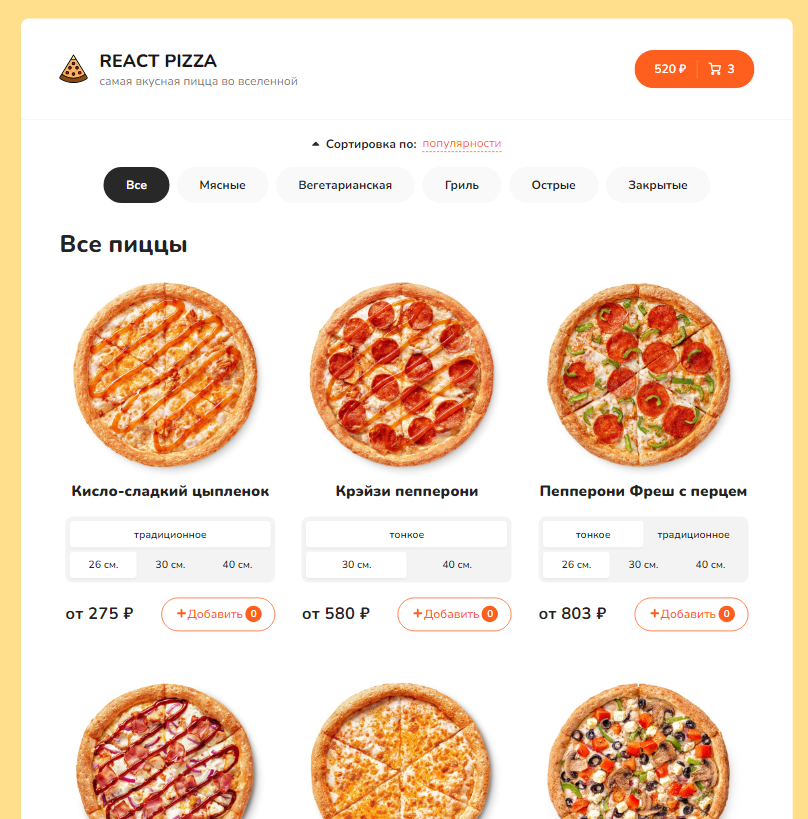 REACT PIZZA
самая вкусная пицца во вселенной
520 ₽ 3
Сортировка по: популярности
Все Мясные Вегетарианская Гриль Острые Закрытые
Все пиццы
Кисло-сладкий цыпленок
традиционное
26 см. 30 см. 40 см.
от 275 ₽ +Добавить 0
Крэйзи пепперони
тонкое
30 см. 40 см.
от 580 ₽ +Добавить 0
Пепперони Фреш с перцем
тонкое традиционное
26 см. 30 см. 40 см.
от 803 ₽ +Добавить 0